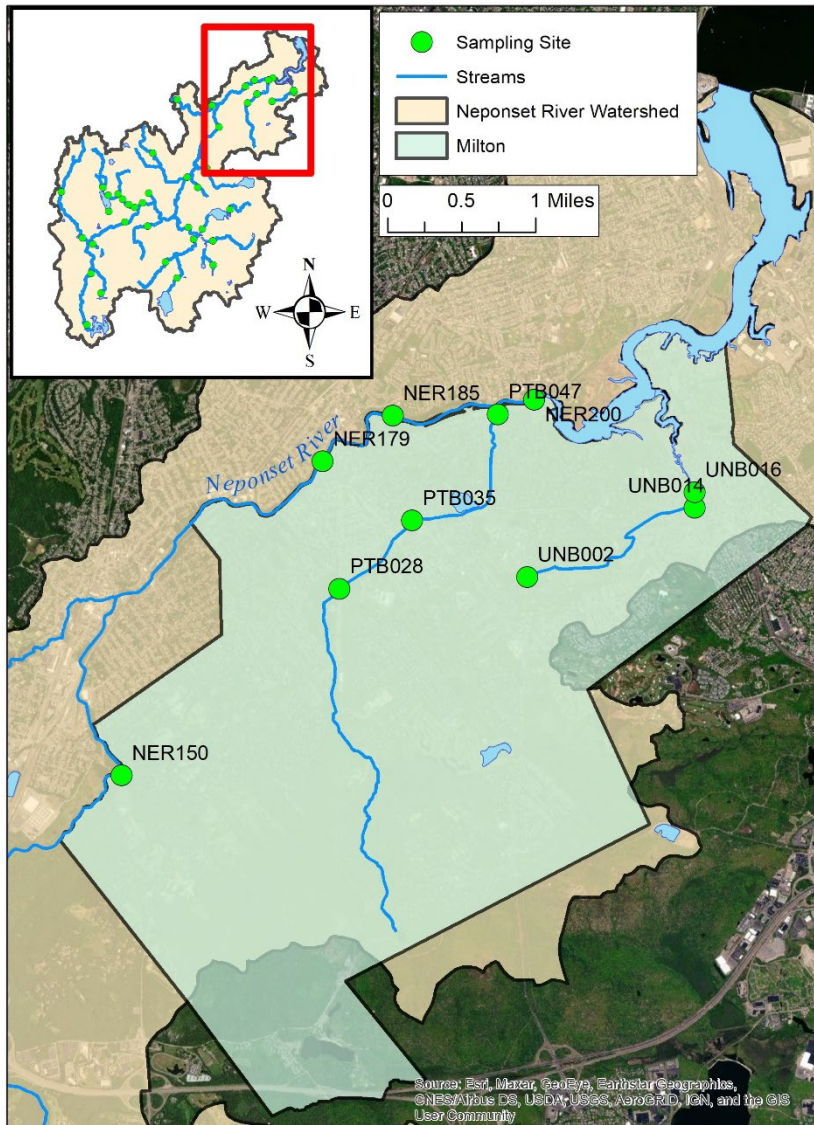 Sampling Site
Streams
Neponset River Watershed
Milton
0 0.5 1 Miles
N
W E
S
NER185
PTB047
NER200
NER179
Neponset River
UNB016
UNB014
PTB035
UNB002
PTB028
NER150
Source: Esri, Maxar, GeoEye, Earthstar Geographics,
CNES/Airbus DS, USDA, USGS, AeroGRID, IGN, and the GIS
User Community